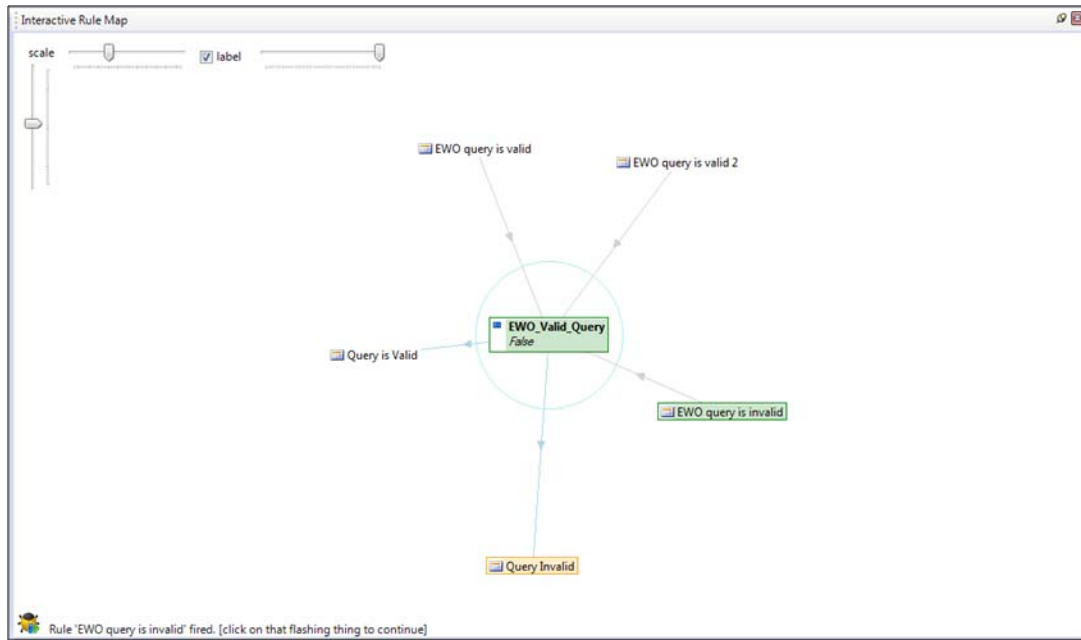 Interactive Rule Map
scale
label
EWO query is valid
EWO query is valid 2
EWO_Valid_Query
False
Query is Valid
EWO query is invalid
Query Invalid
Rule 'EWO query is invalid' fired. [click on that flashing thing to continue]